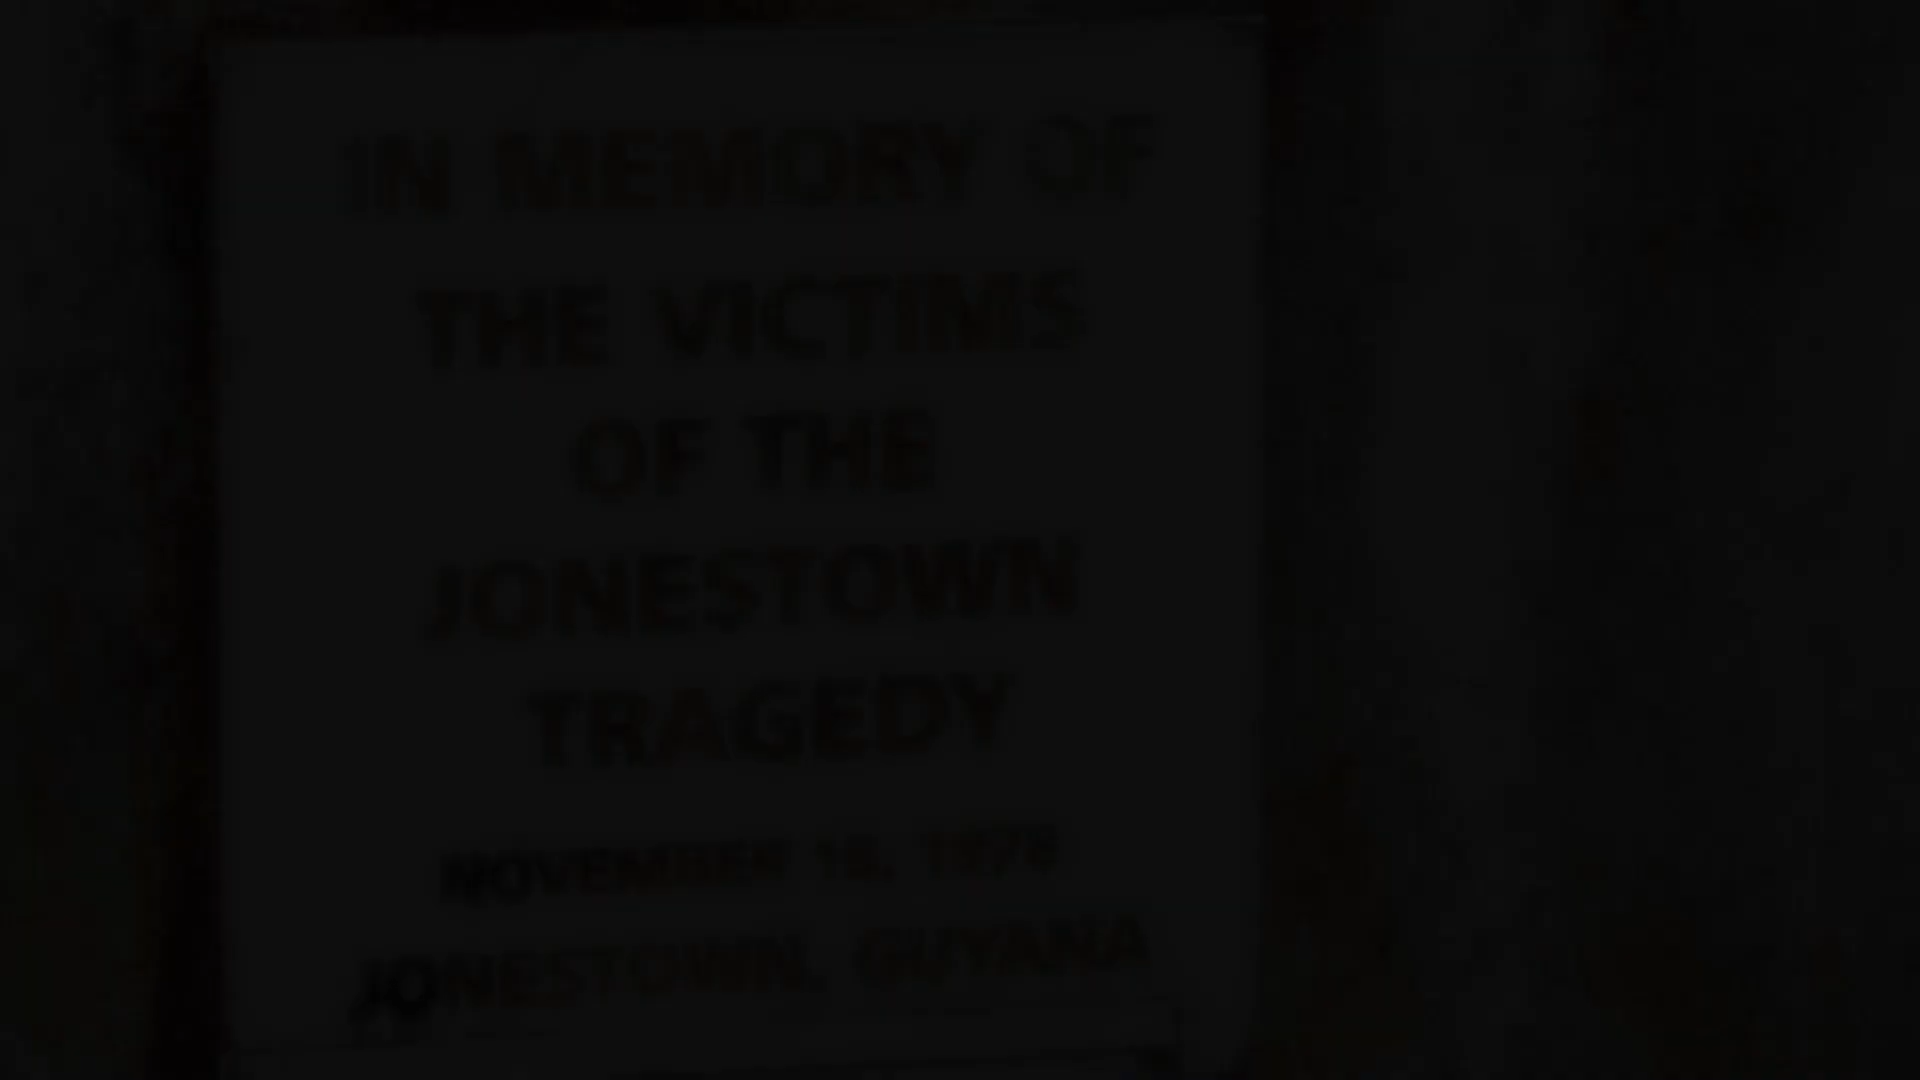 IN MEMORY OF
THE VICTIMS
OF THE
JONESTOWN
TRAGEDY
NOVEMBER 18, 1978
JONESTOWN, GUYANA